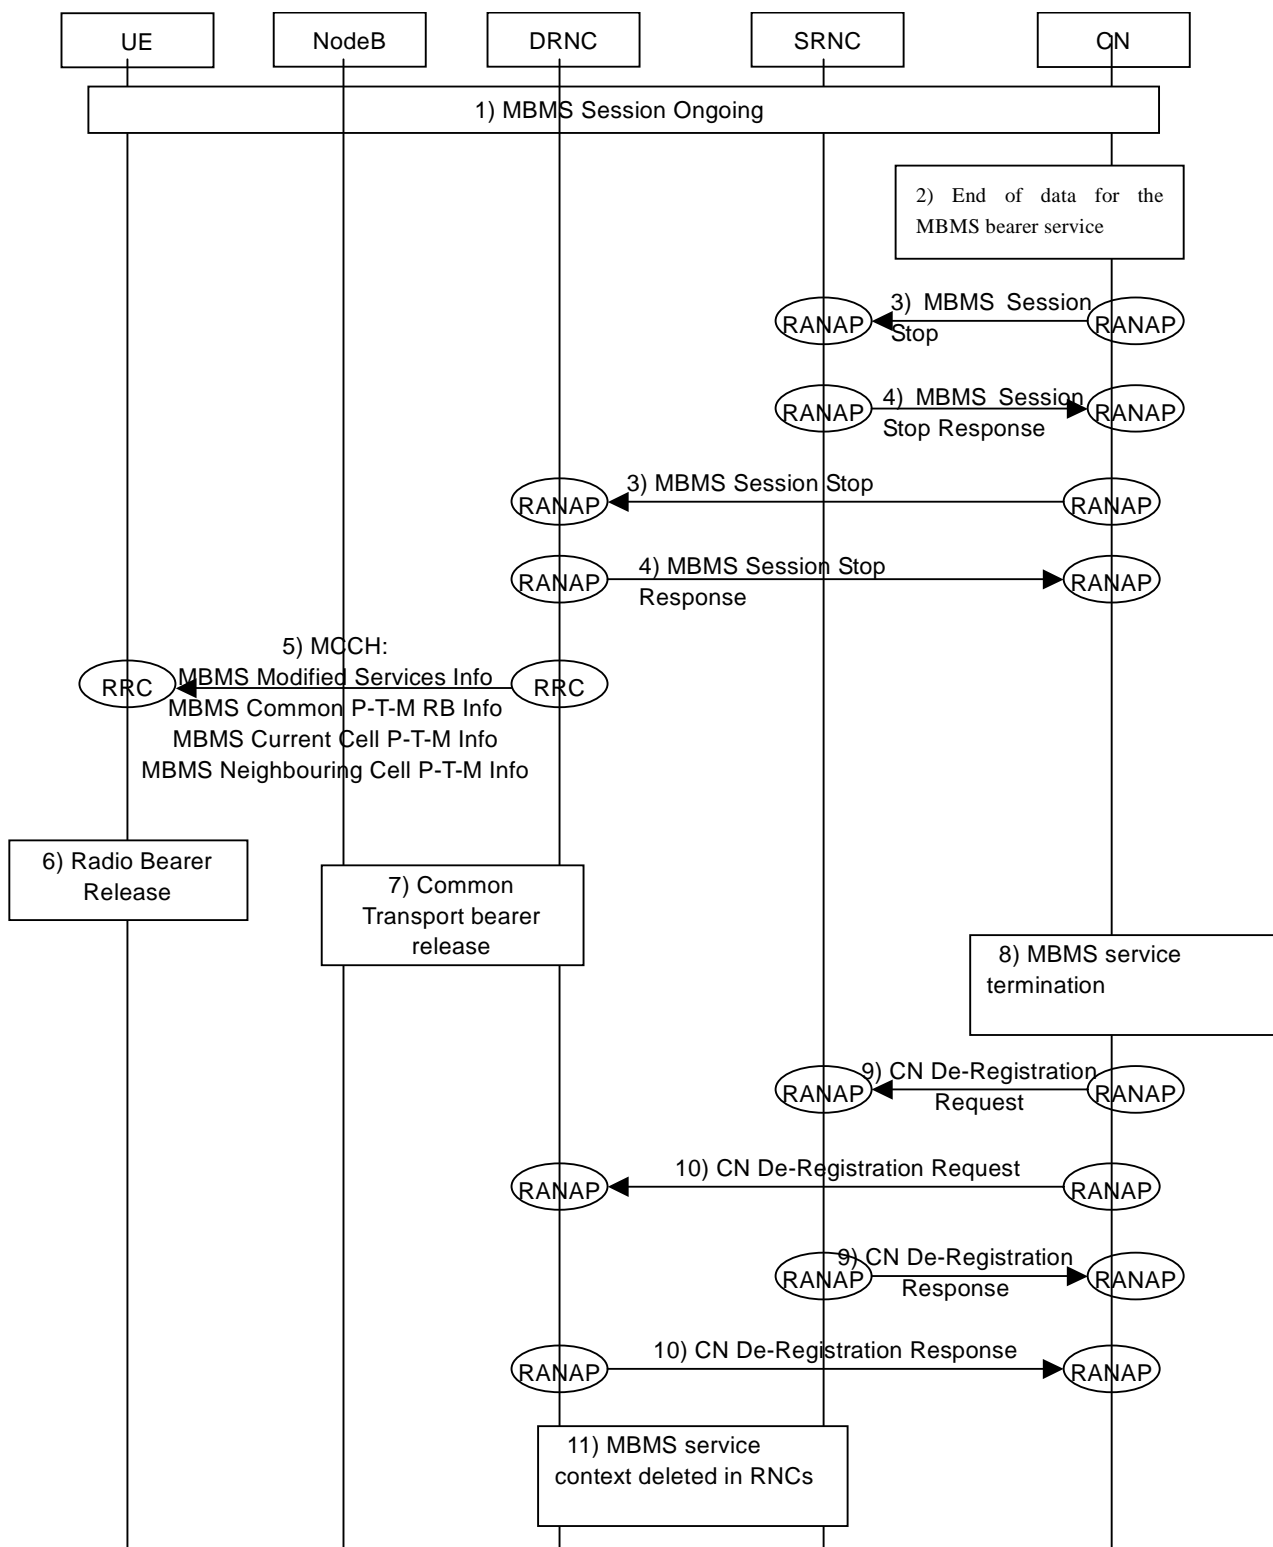 UE
NodeB
DRNC
SRNC
CN
1) MBMS Session Ongoing
2) End of data for the
MBMS bearer service
3) MBMS Session
Stop
RANAP
RANAP
4) MBMS Session
Stop Response
RANAP
RANAP
3) MBMS Session Stop
RANAP
RANAP
4) MBMS Session Stop
Response
RANAP
RANAP
5) MCCH:
MBMS Modified Services Info
MBMS Common P-T-M RB Info
MBMS Current Cell P-T-M Info
MBMS Neighbouring Cell P-T-M Info
RRC
RRC
6) Radio Bearer
Release
7) Common
Transport bearer
release
8) MBMS service
termination
9) CN De-Registration
Request
RANAP
RANAP
10) CN De-Registration Request
RANAP
RANAP
9) CN De-Registration
Response
RANAP
RANAP
10) CN De-Registration Response
RANAP
RANAP
11) MBMS service
context deleted in RNCs